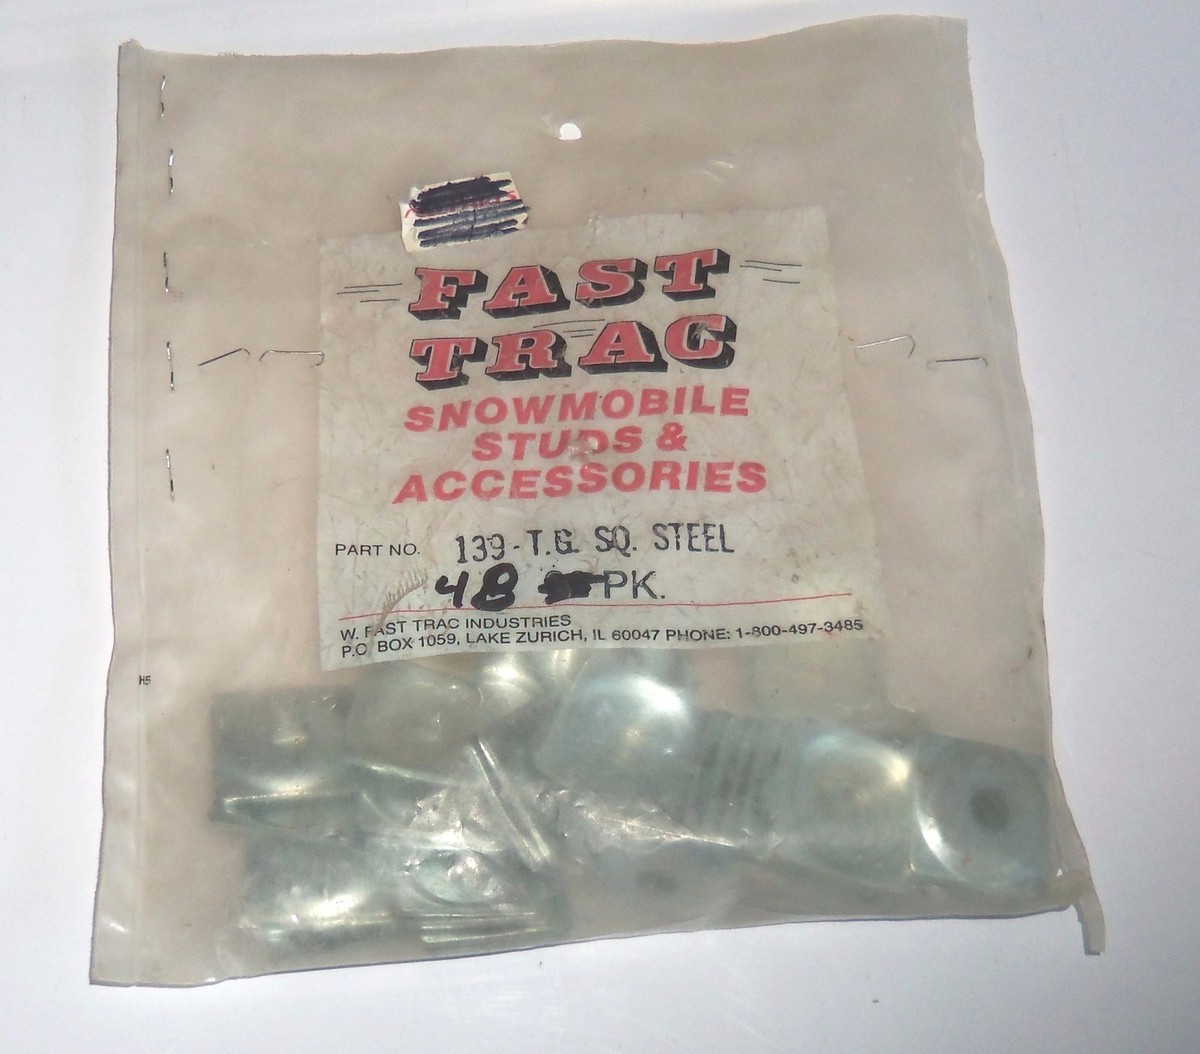 FAST
TRAC
SNOWMOBILE
STUDS &
ACCESSORIES
PART NO. 139-T.G. SQ. STEEL
48 PK.
W. FAST TRAC INDUSTRIES
P.O. BOX 1059, LAKE ZURICH, IL 60047 PHONE: 1-800-497-3485
H5